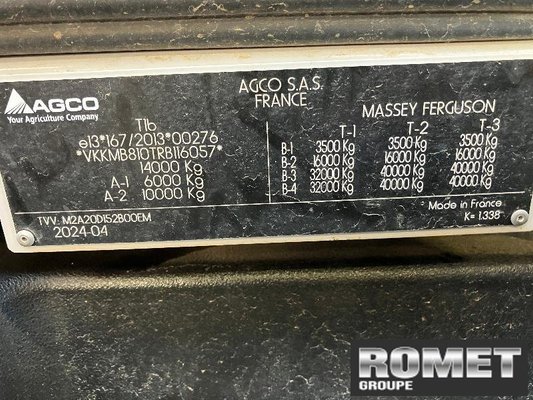 AGCO
Your Agriculture Company
AGCO S.A.S.
FRANCE
MASSEY FERGUSON
T1b
e13*167/2013*00276
*VKKMB810TRB116057*
14000 Kg
A-1 6000 Kg
A-2 10000 Kg
T-1 T-2 T-3
B-1 3500 Kg 3500 Kg 3500 Kg
B-2 16000 Kg 16000 Kg 16000 Kg
B-3 32000 Kg 40000 Kg 40000 Kg
B-4 32000 Kg 40000 Kg 40000 Kg
TVV: M2A20D152B00EM
2024-04
Made in France
K= 1.338
ROMET
GROUPE